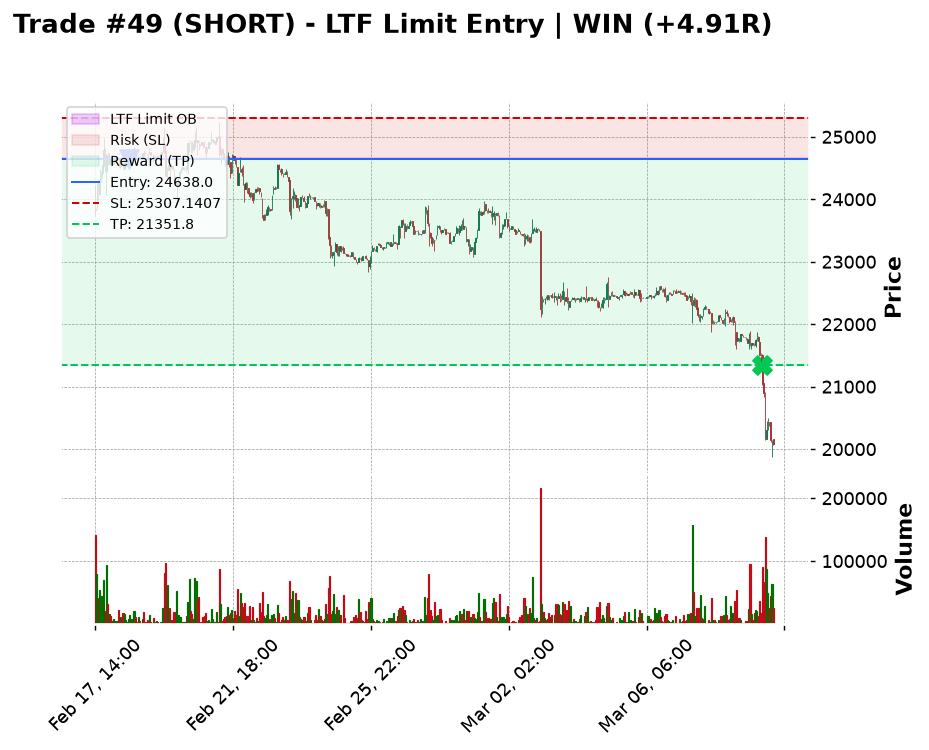 Trade #49 (SHORT) - LTF Limit Entry | WIN (+4.91R)
LTF Limit OB
Risk (SL)
Reward (TP)
Entry: 24638.0
SL: 25307.1407
TP: 21351.8
25000
24000
23000
22000
21000
20000
Price
200000
100000
Volume
Feb 17, 14:00
Feb 21, 18:00
Feb 25, 22:00
Mar 02, 02:00
Mar 06, 06:00